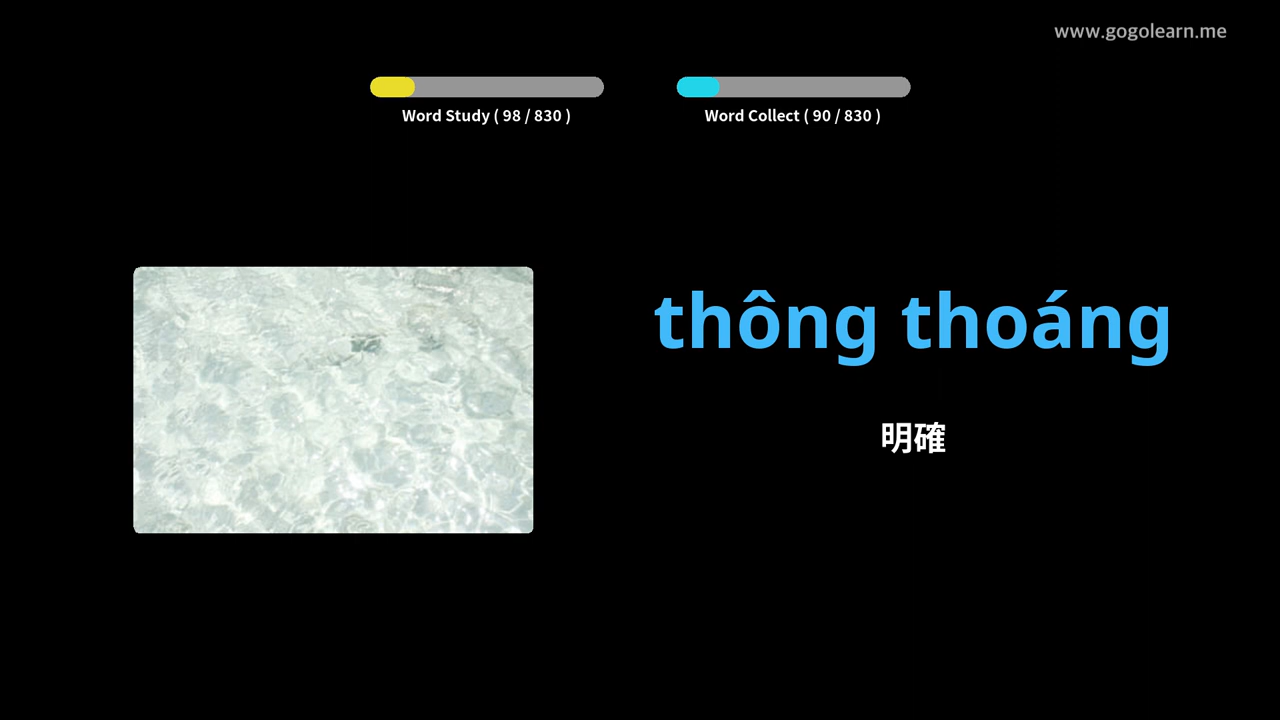 www.gogolearn.me
Word Study ( 98 / 830 )
Word Collect ( 90 / 830 )
thông thoáng
明確